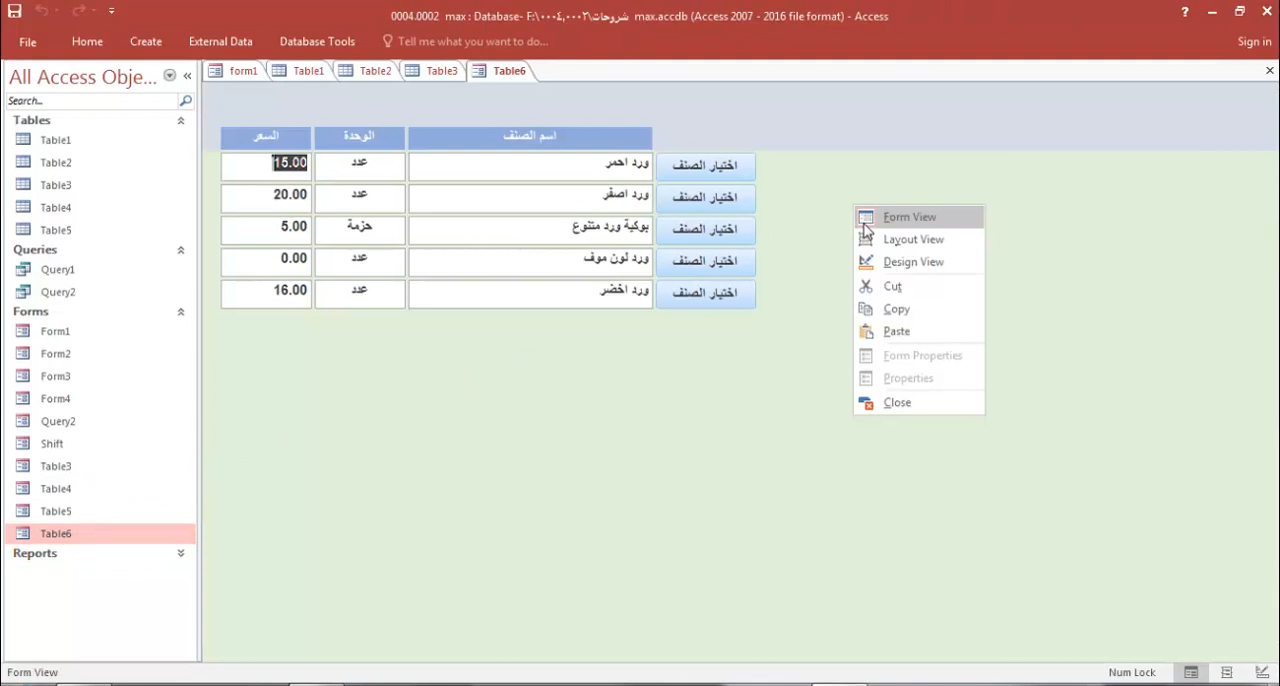 0004.0002 max : Database- F:\شروحات\٠٠٠٤,٠٠٠٢ max.accdb (Access 2007 - 2016 file format) - Access
File Home Create External Data Database Tools Tell me what you want to do... Sign in
All Access Obje...
Search...
Tables
Table1
Table2
Table3
Table4
Table5
Queries
Query1
Query2
Forms
Form1
Form2
Form3
Form4
Query2
Shift
Table3
Table4
Table5
Table6
Reports
form1 Table1 Table2 Table3 Table6
اسم الصنف الوحدة السعر
اختيار الصنف ورد احمر عدد 15.00
اختيار الصنف ورد اصفر عدد 20.00
اختيار الصنف بوكية ورد متنوع حزمة 5.00
اختيار الصنف ورد لون موف عدد 0.00
اختيار الصنف ورد اخضر عدد 16.00
Form View
Layout View
Design View
Cut
Copy
Paste
Form Properties
Properties
Close
Form View Num Lock